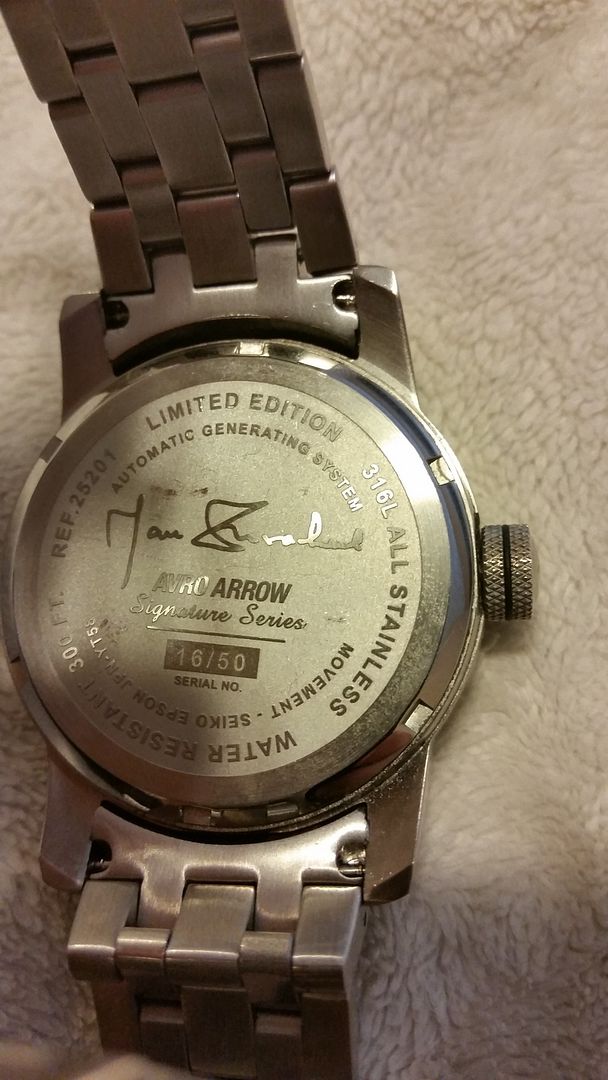 LIMITED EDITION
316L ALL STAINLESS
WATER RESISTANT 300 FT.
REF.25201
AUTOMATIC GENERATING SYSTEM
MOVEMENT - SEIKO EPSON JPN-YT58
Jan
AVRO ARROW
Signature Series
16/50
SERIAL NO.